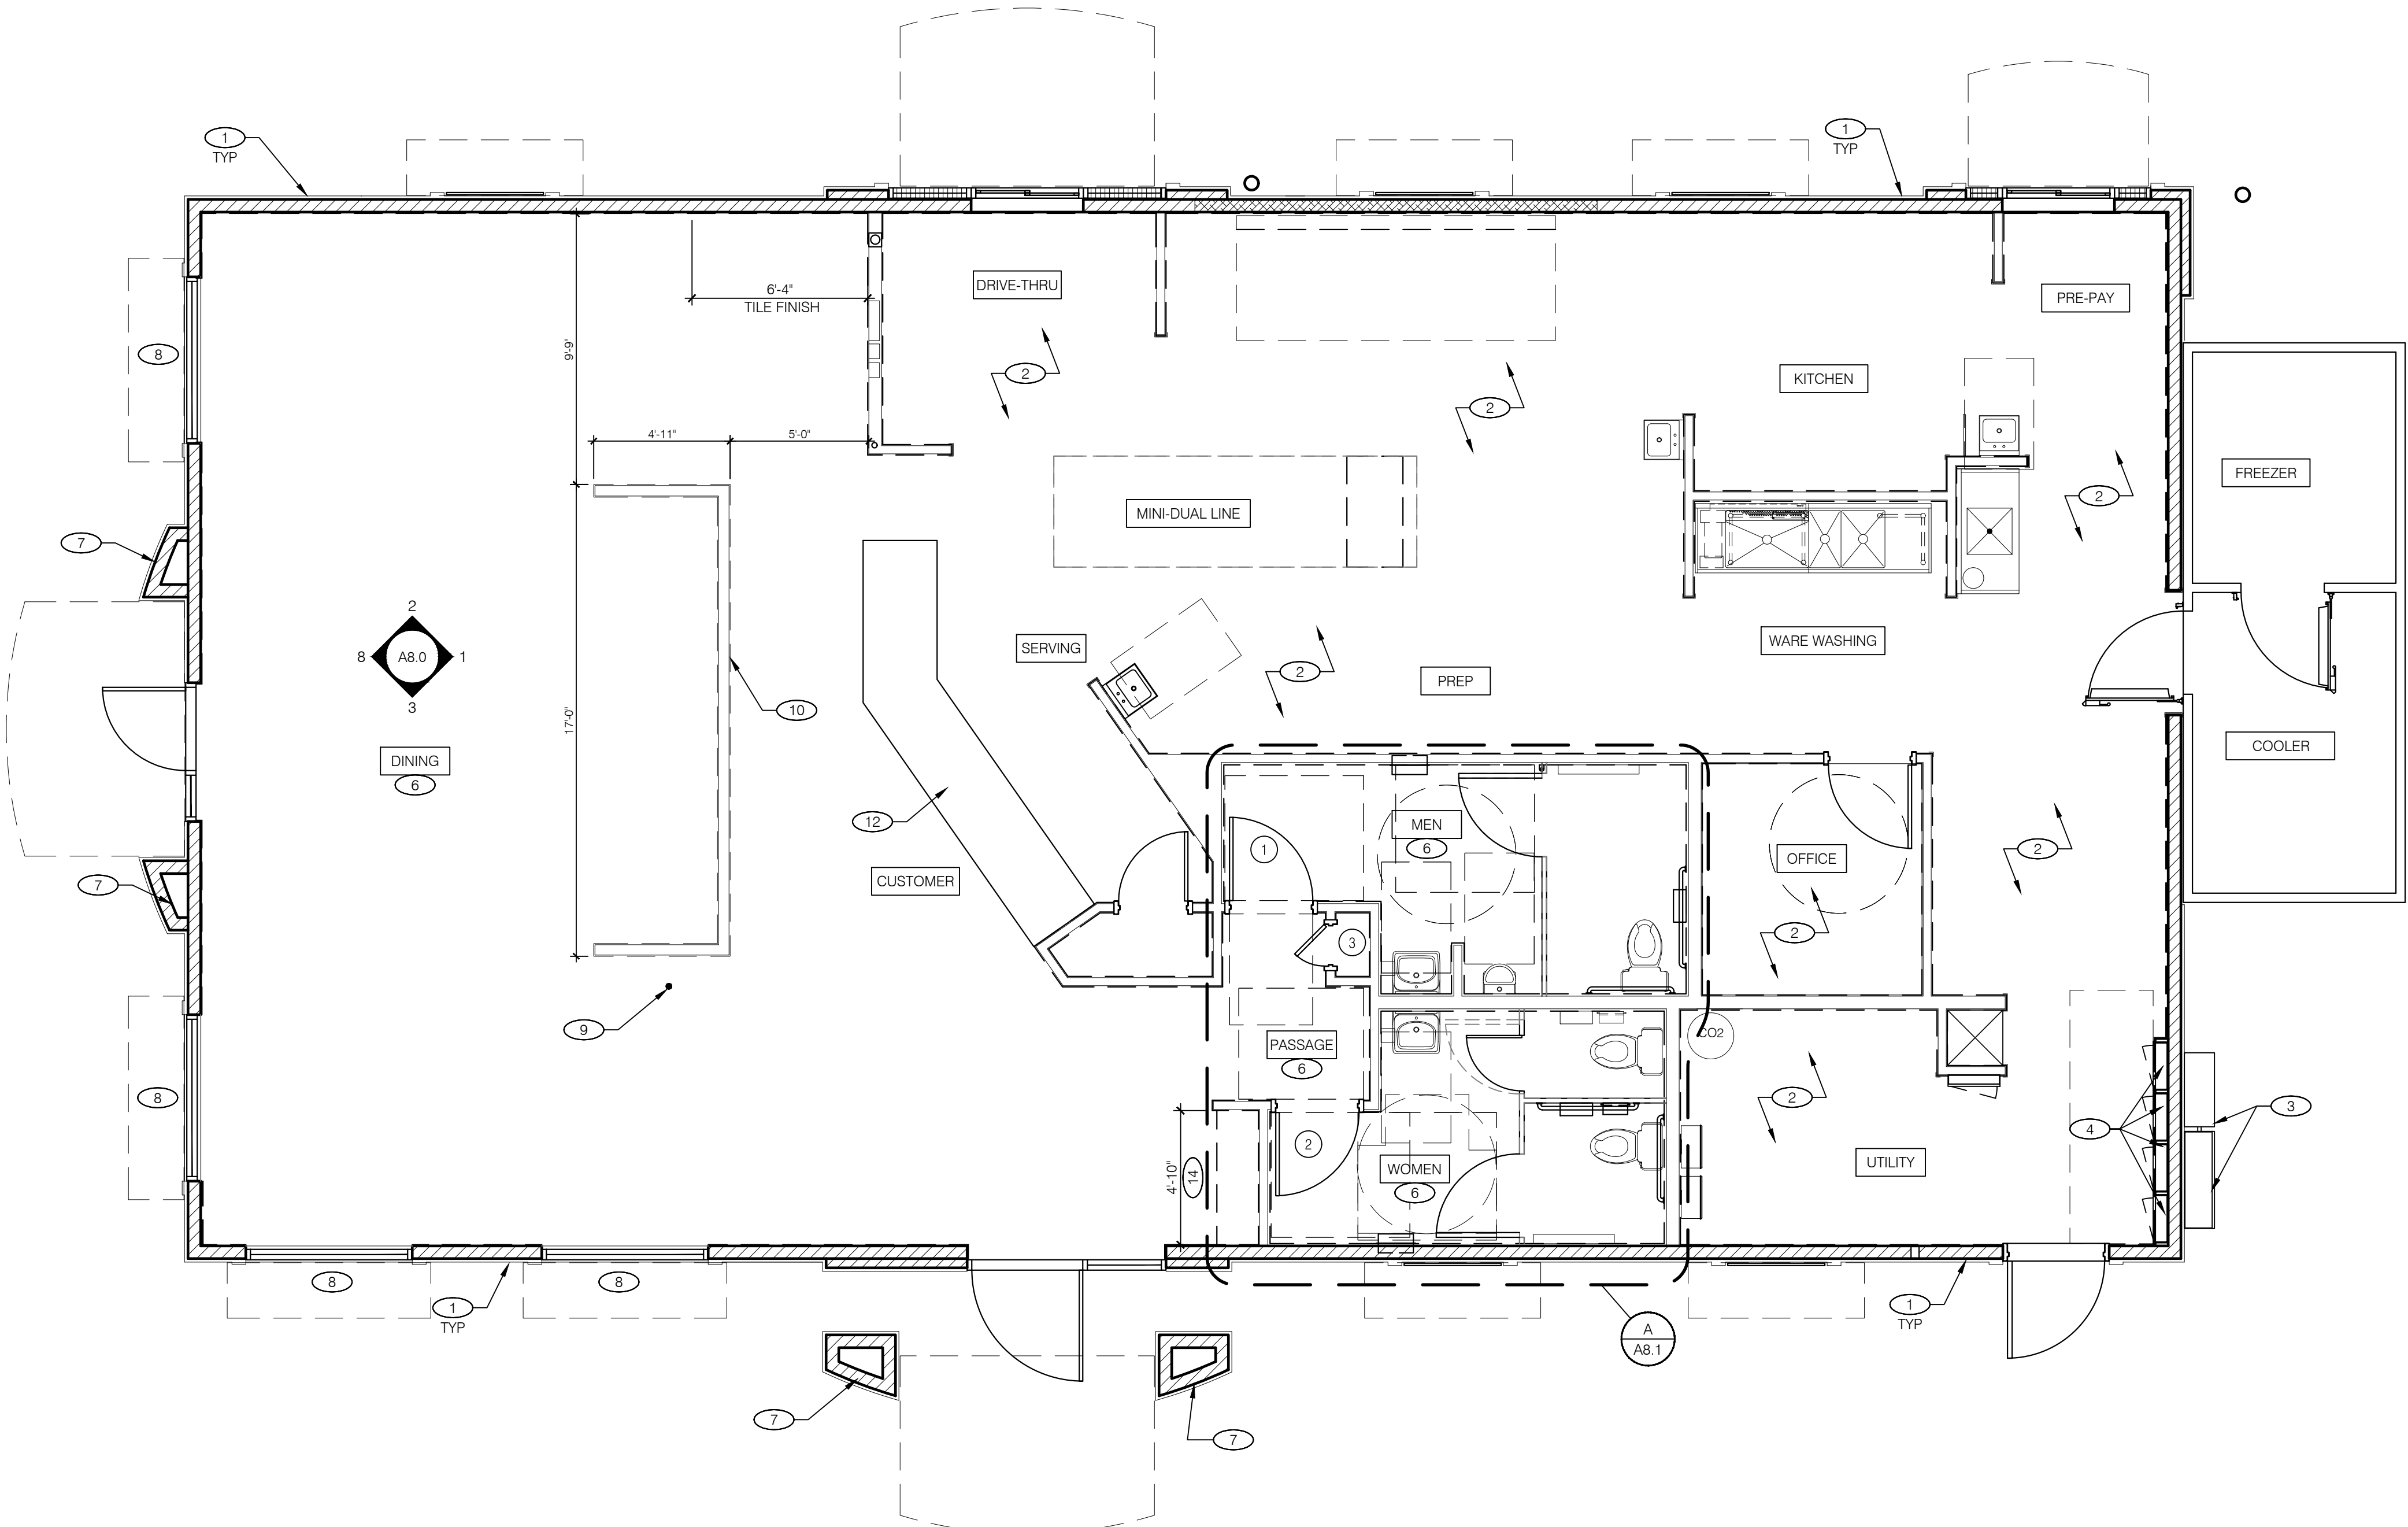 1
TYP
1
TYP
DRIVE-THRU
6'-4"
TILE FINISH
PRE-PAY
8
9'-9"
2
KITCHEN
2
4'-11"
5'-0"
FREEZER
2
MINI-DUAL LINE
7
2
8
A8.0
1
3
SERVING
WARE WASHING
2
PREP
10
17'-0"
COOLER
DINING
6
12
MEN
6
1
OFFICE
2
CUSTOMER
7
2
3
9
CO2
PASSAGE
6
8
2
3
4
2
14
4'-10"
WOMEN
6
UTILITY
8
8
1
TYP
1
TYP
A
A8.1
7
7